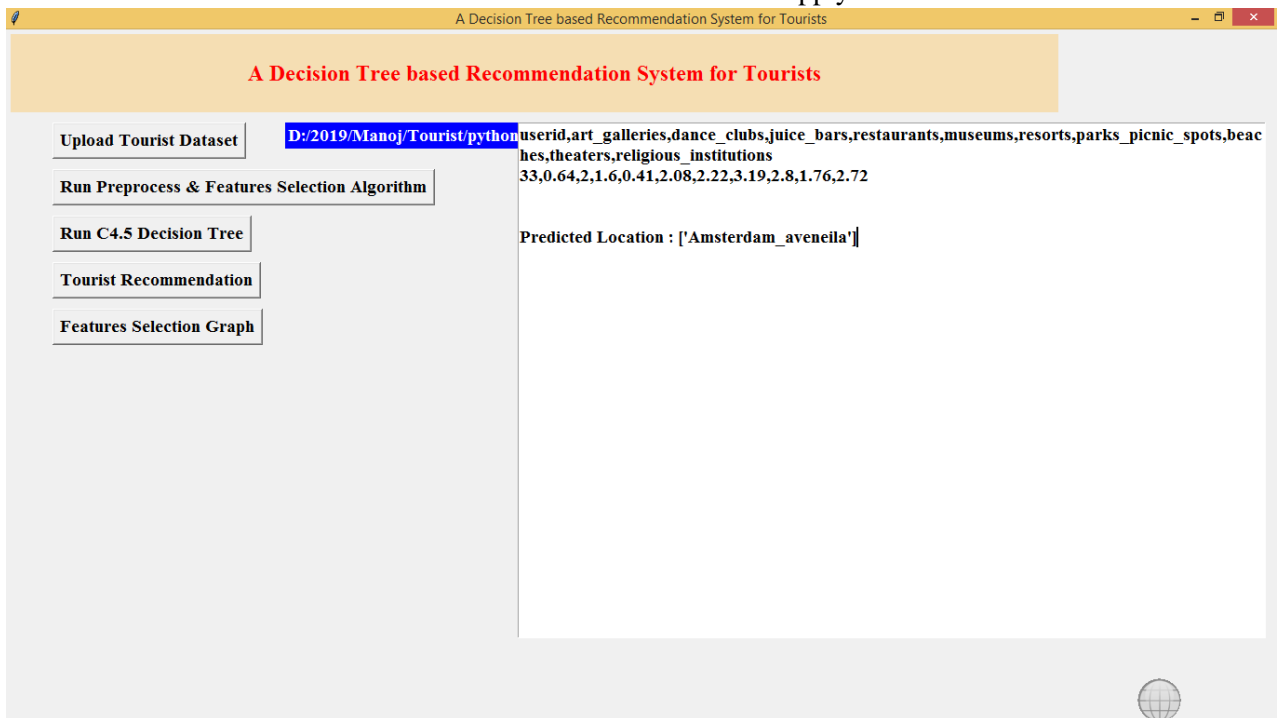 A Decision Tree based Recommendation System for Tourists
A Decision Tree based Recommendation System for Tourists
Upload Tourist Dataset
D:/2019/Manoj/Tourist/python
Run Preprocess & Features Selection Algorithm
Run C4.5 Decision Tree
Tourist Recommendation
Features Selection Graph
userid,art_galleries,dance_clubs,juice_bars,restaurants,museums,resorts,parks_picnic_spots,beac
hes,theaters,religious_institutions
33,0.64,2,1.6,0.41,2.08,2.22,3.19,2.8,1.76,2.72
Predicted Location : ['Amsterdam_aveneila']